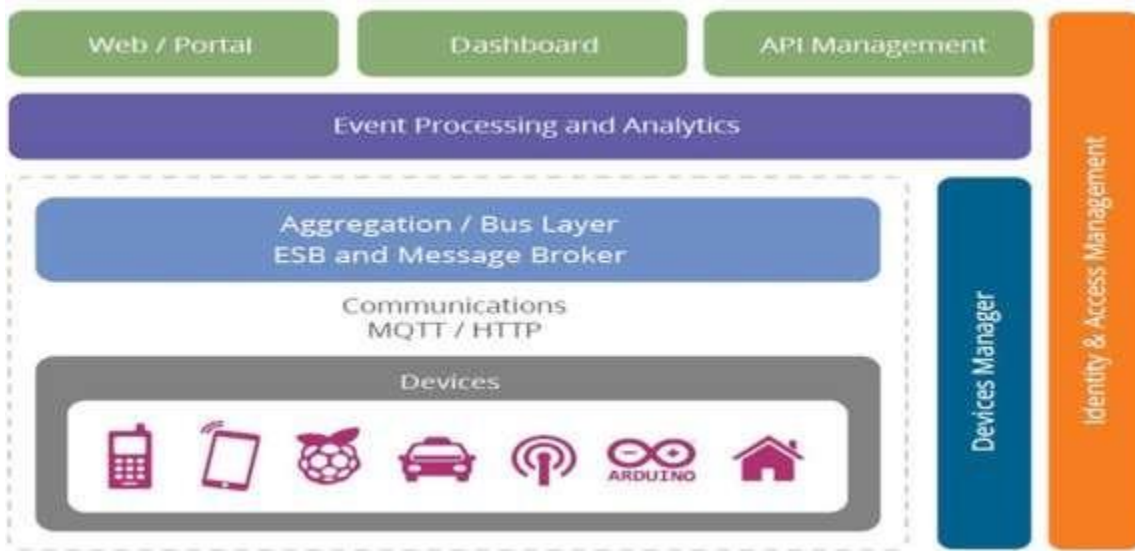 Web / Portal
Dashboard
API Management
Event Processing and Analytics
Aggregation / Bus Layer
ESB and Message Broker
Communications
MQTT / HTTP
Devices
ARDUINO
Devices Manager
Identity & Access Management